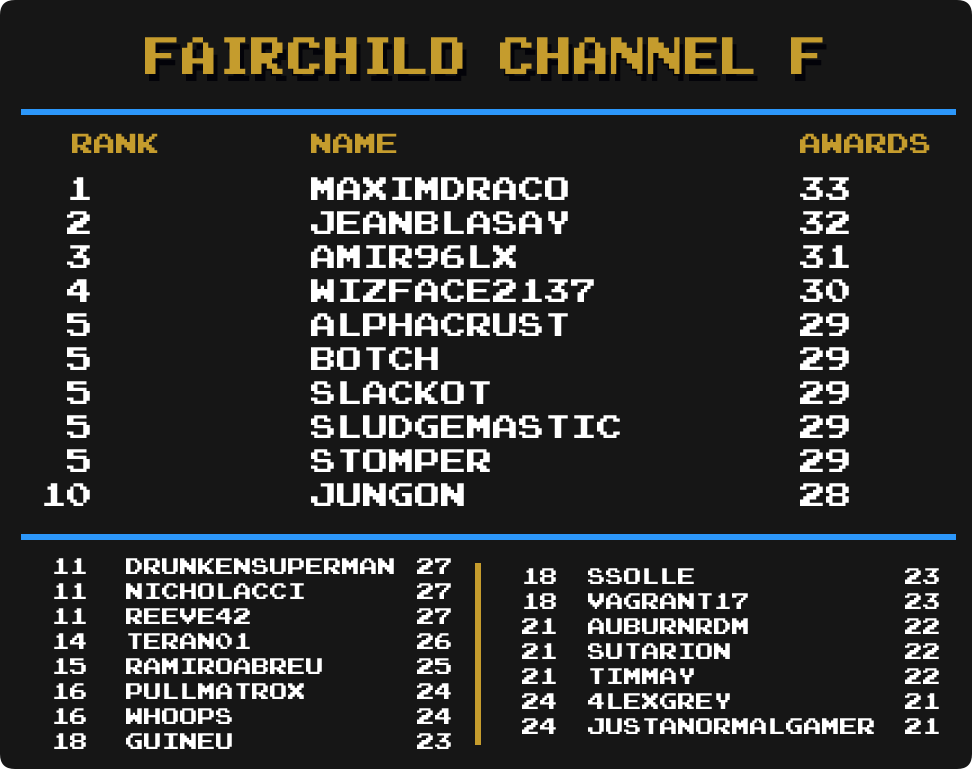 FAIRCHILD CHANNEL F
RANK NAME AWARDS
1 MAXIMDRACO 33
2 JEANBLASAY 32
3 AMIR96LX 31
4 WIZFACE2137 30
5 ALPHACRUST 29
5 BOTCH 29
5 SLACKOT 29
5 SLUDGEMASTIC 29
5 STOMPER 29
10 JUNGON 28
11 DRUNKENSUPERMAN 27
11 NICHOLACCI 27
11 REEVE42 27
14 TERAN01 26
15 RAMIROABREU 25
16 PULLMATROX 24
16 WHOOPS 24
18 GUINEU 23
18 SSOLLE 23
18 VAGRANT17 23
21 AUBURNRDM 22
21 SUTARION 22
21 TIMMAY 22
24 4LEXGREY 21
24 JUSTANORMALGAMER 21